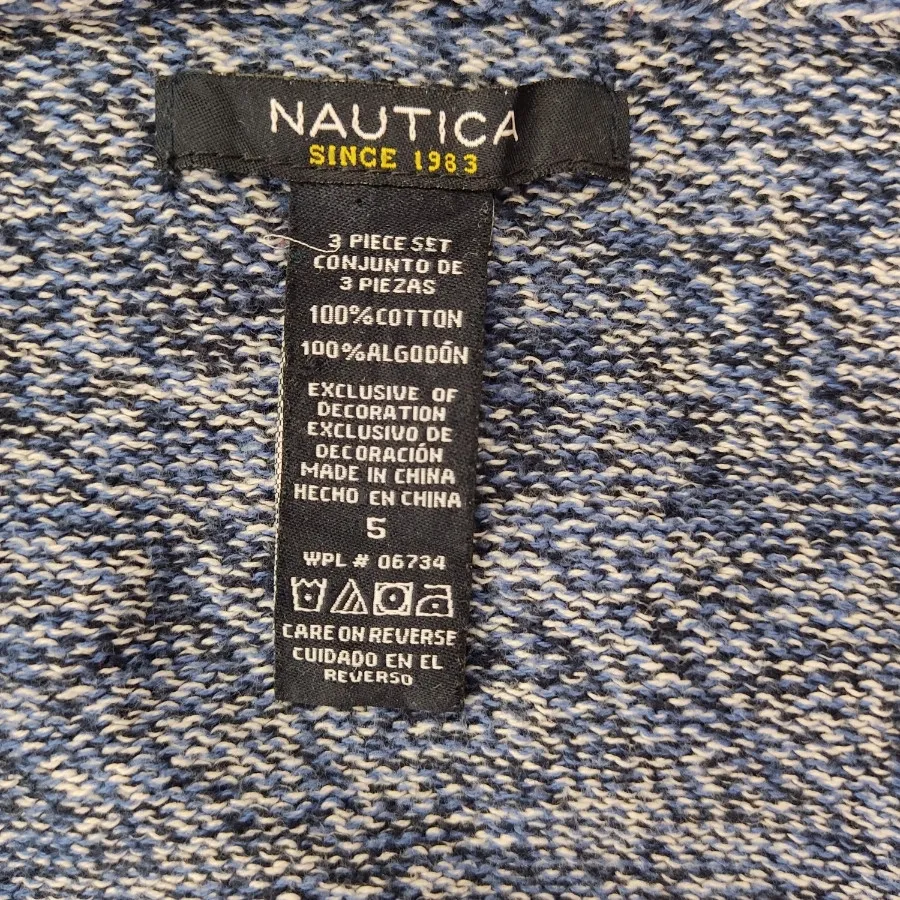 NAUTICA
SINCE 1983
3 PIECE SET
CONJUNTO DE
3 PIEZAS
100%COTTON
100%ALGODÓN
EXCLUSIVE OF
DECORATION
EXCLUSIVO DE
DECORACIÓN
MADE IN CHINA
HECHO EN CHINA
5
WPL # 06734
CARE ON REVERSE
CUIDADO EN EL
REVERSO